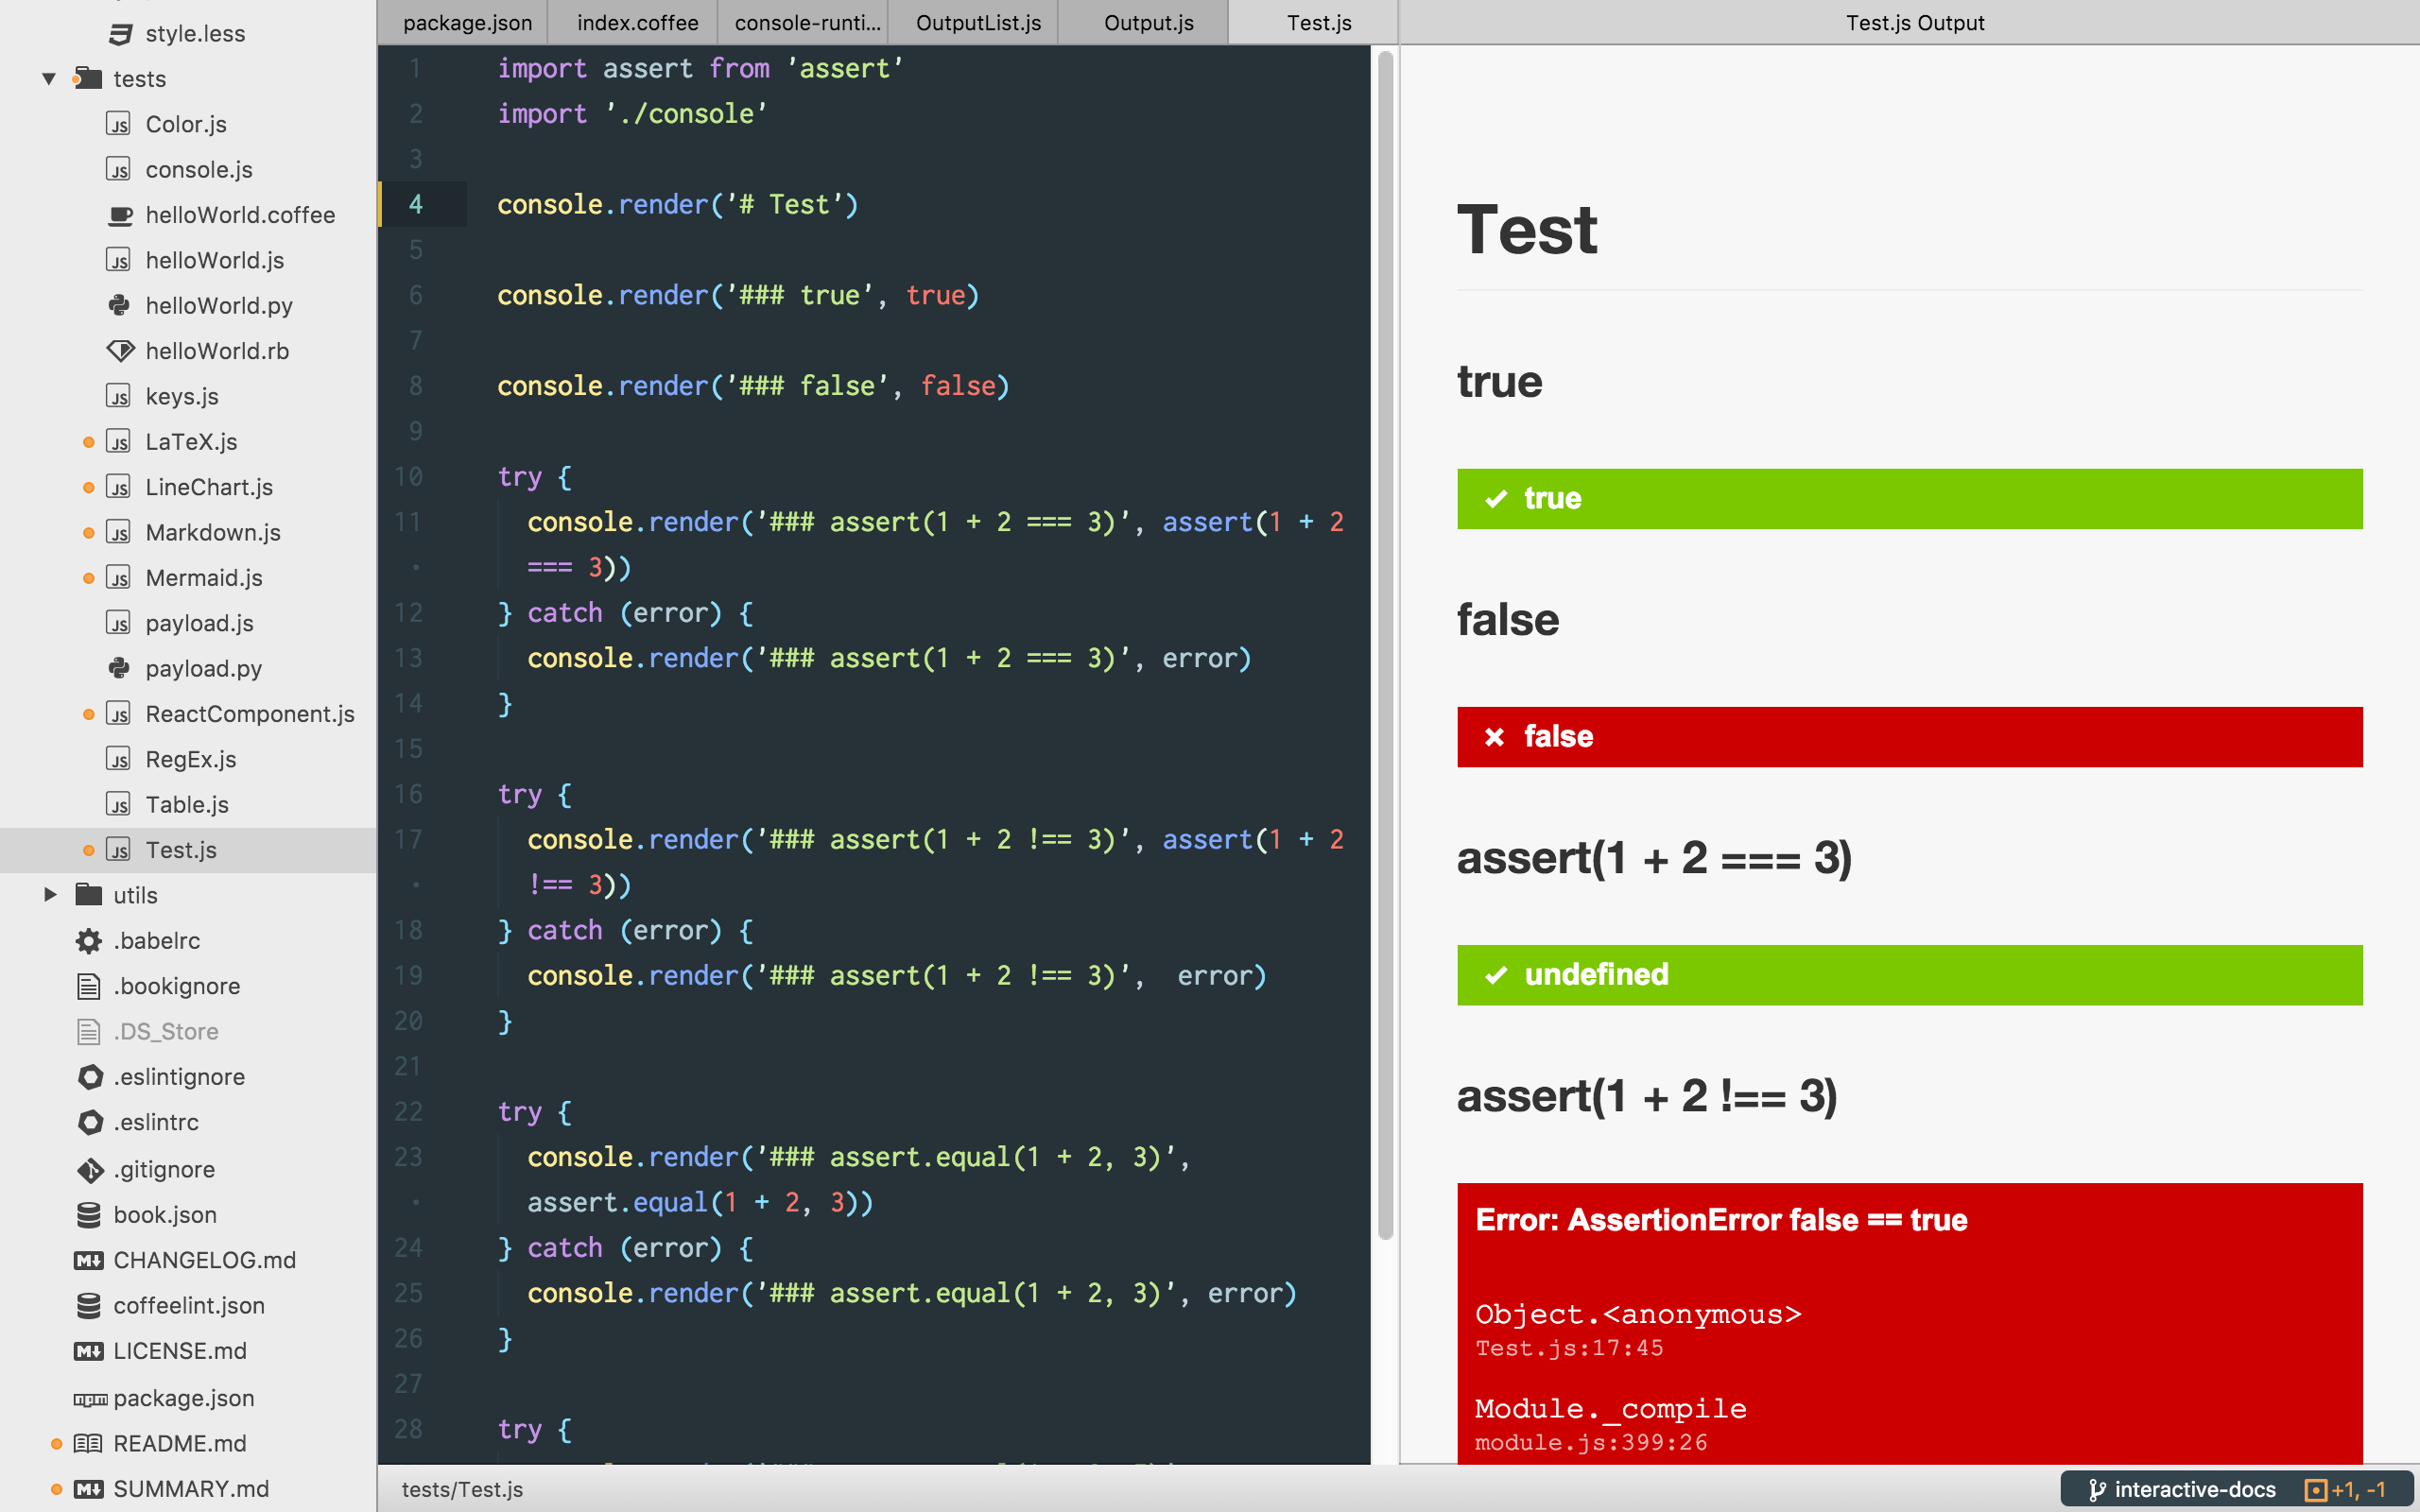 style.less
tests
Color.js
console.js
helloWorld.coffee
helloWorld.js
helloWorld.py
helloWorld.rb
keys.js
LaTeX.js
LineChart.js
Markdown.js
Mermaid.js
payload.js
payload.py
ReactComponent.js
RegEx.js
Table.js
Test.js
utils
.babelrc
.bookignore
.DS_Store
.eslintignore
.eslintrc
.gitignore
book.json
CHANGELOG.md
coffeelint.json
LICENSE.md
package.json
README.md
SUMMARY.md
package.json index.coffee console-runti... OutputList.js Output.js Test.js
1 import assert from 'assert'
2 import './console'
3
4 console.render('# Test')
5
6 console.render('### true', true)
7
8 console.render('### false', false)
9
10 try {
11 console.render('### assert(1 + 2 === 3)', assert(1 + 2
• === 3))
12 } catch (error) {
13 console.render('### assert(1 + 2 === 3)', error)
14 }
15
16 try {
17 console.render('### assert(1 + 2 !== 3)', assert(1 + 2
• !== 3))
18 } catch (error) {
19 console.render('### assert(1 + 2 !== 3)',  error)
20 }
21
22 try {
23 console.render('### assert.equal(1 + 2, 3)',
• assert.equal(1 + 2, 3))
24 } catch (error) {
25 console.render('### assert.equal(1 + 2, 3)', error)
26 }
27
28 try {
Test.js Output
Test
true
✓ true
false
✗ false
assert(1 + 2 === 3)
✓ undefined
assert(1 + 2 !== 3)
Error: AssertionError false == true
Object.<anonymous>
Test.js:17:45
Module._compile
module.js:399:26
tests/Test.js
interactive-docs +1, -1